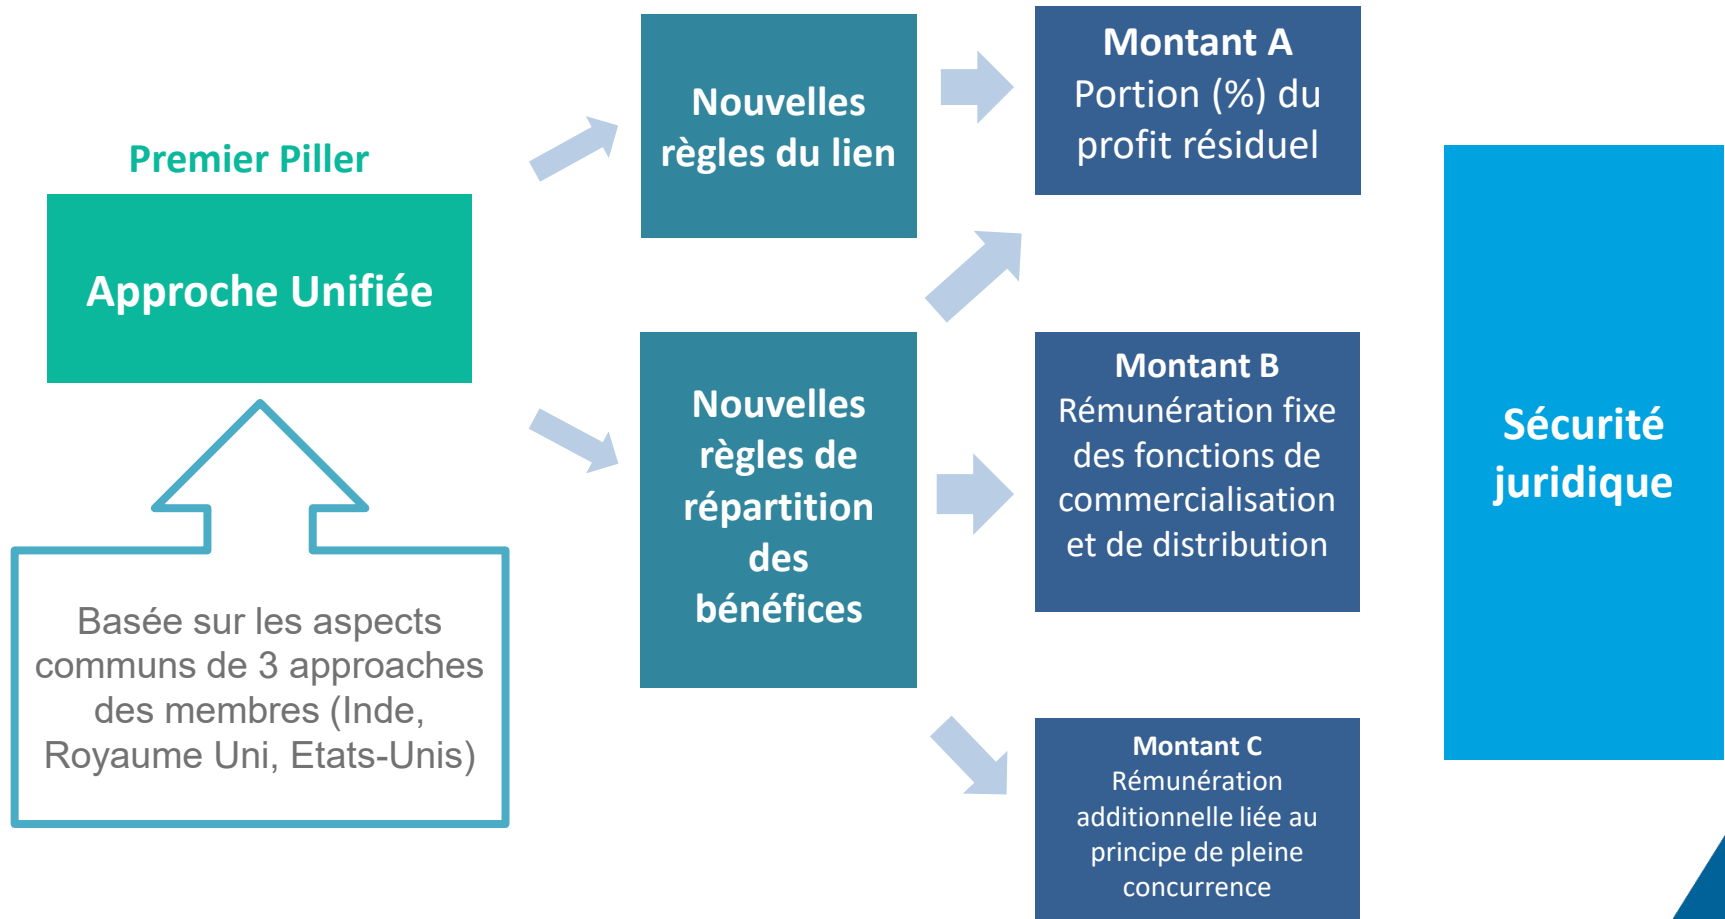 Premier Piller
Approche Unifiée
Basée sur les aspects
communs de 3 approaches
des membres (Inde,
Royaume Uni, Etats-Unis)
Nouvelles
règles du lien
Nouvelles
règles de
répartition
des
bénéfices
Montant A
Portion (%) du
profit résiduel
Montant B
Rémunération fixe
des fonctions de
commercialisation
et de distribution
Montant C
Rémunération
additionnelle liée au
principe de pleine
concurrence
Sécurité
juridique